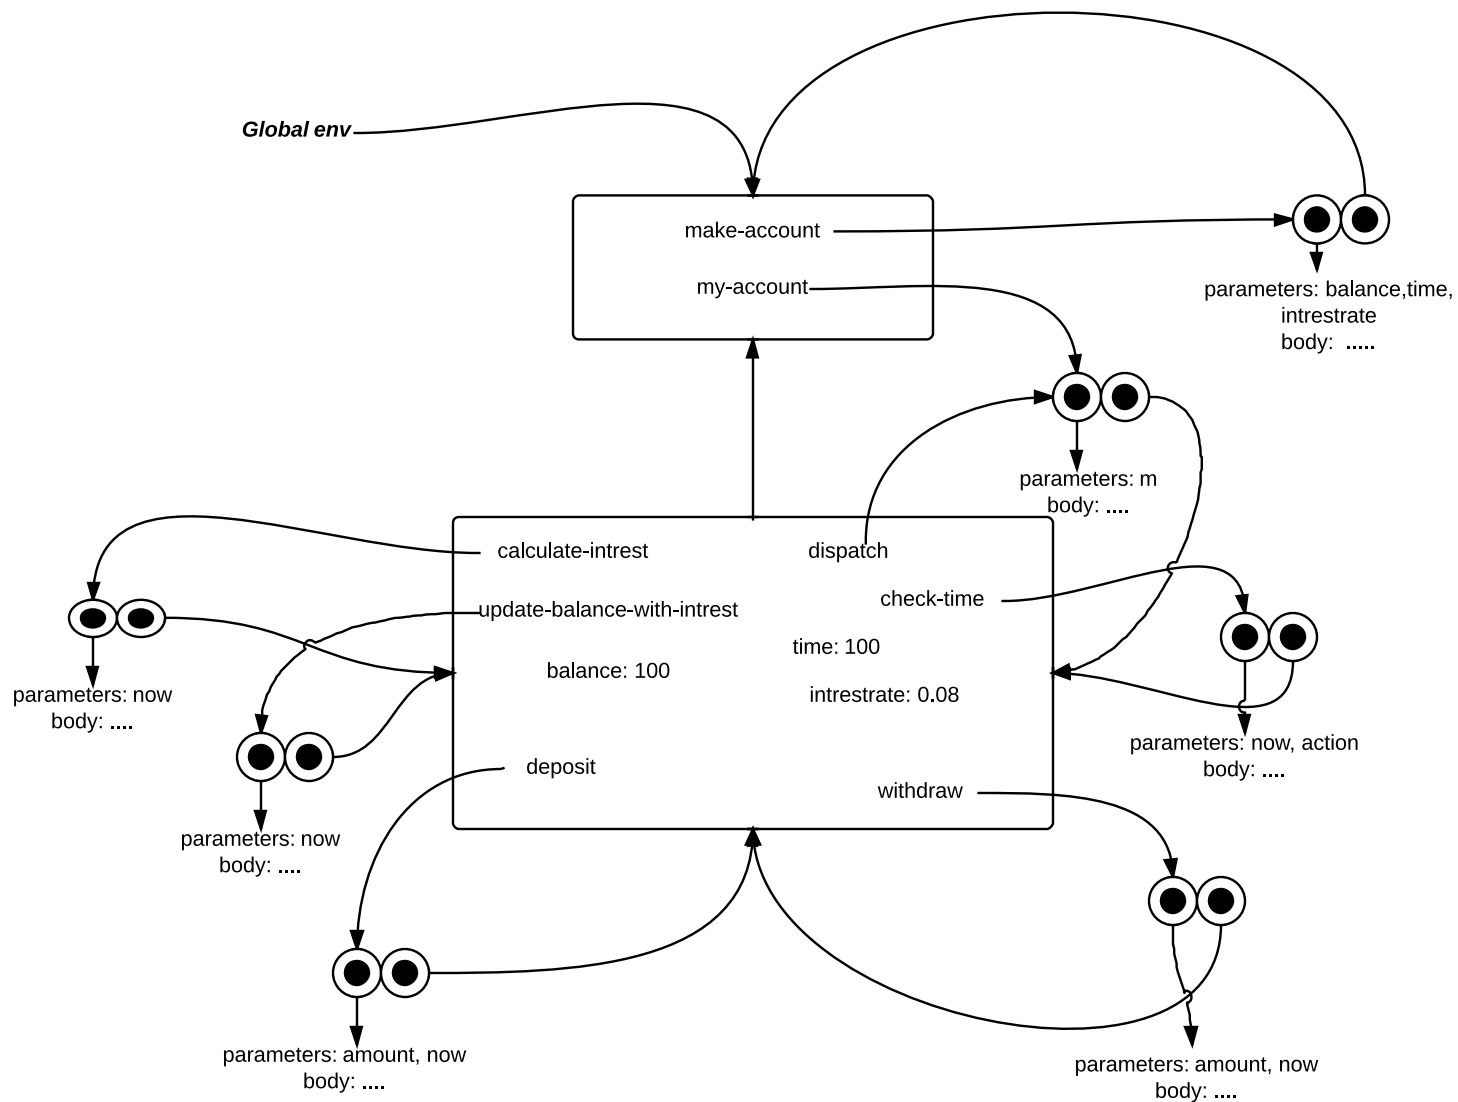 Global env
make-account
my-account
parameters: balance,time,
intrestrate
body: .....
parameters: m
body: ....
calculate-intrest
dispatch
update-balance-with-intrest
check-time
time: 100
balance: 100
intrestrate: 0.08
parameters: now
body: ....
parameters: now, action
body: ....
deposit
withdraw
parameters: now
body: ....
parameters: amount, now
body: ....
parameters: amount, now
body: ....